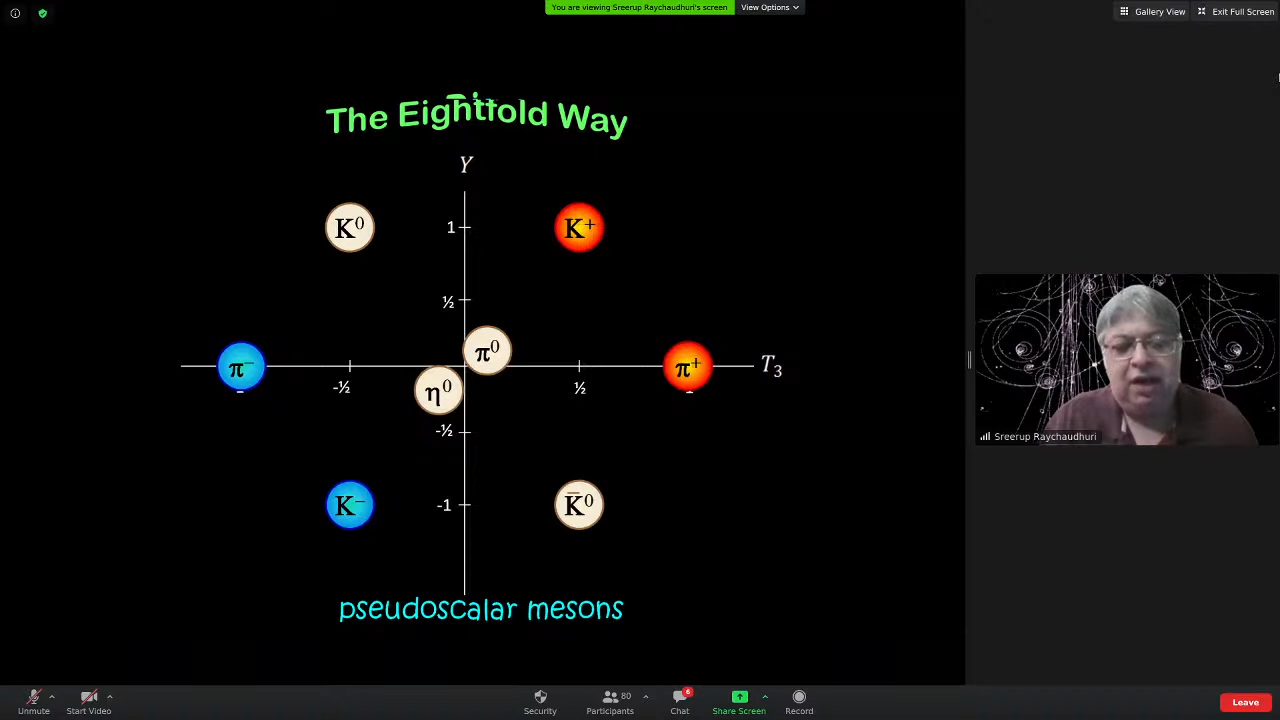 You are viewing Sreerup Raychaudhuri's screen View Options
Gallery View Exit Full Screen
The Eightfold Way
Y
K⁰ 1 K⁺
½
π⁰
π⁻ π⁺ T₃
-½ η⁰ ½
-½
K⁻ -1 K̅⁰
pseudoscalar mesons
Sreerup Raychaudhuri
Unmute Start Video Security Participants 80 Chat 6 Share Screen Record Leave